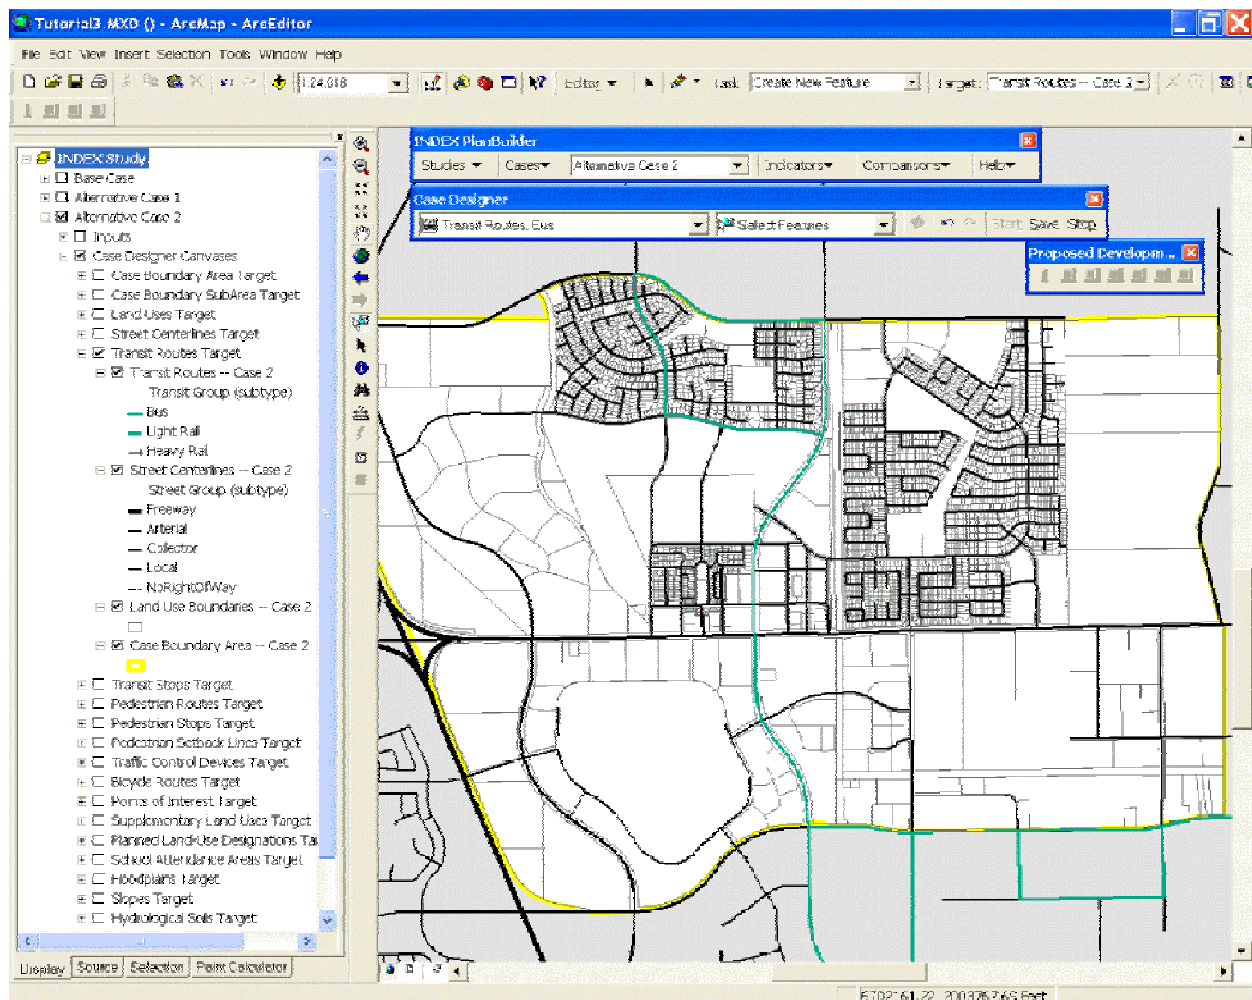 Tutorial3.MXD () - ArcMap - ArcEditor
File Edit View Insert Selection Tools Window Help
1:24,018 Editor Task: Create New Feature Target: Transit Routes -- Case 2
INDEX PlanBuilder
Studies Cases Alternative Case 2 Indicators Comparisons Help
Case Designer
Transit Routes, Bus Select Features Start Save Stop
Proposed Developm...
INDEX Study
Base Case
Alternative Case 1
Alternative Case 2
Inputs
Case Designer Canvases
Case Boundary Area Target
Case Boundary SubArea Target
Land Uses Target
Street Centerlines Target
Transit Routes Target
Transit Routes -- Case 2
Transit Group (subtype)
Bus
Light Rail
Heavy Rail
Street Centerlines -- Case 2
Street Group (subtype)
Freeway
Arterial
Collector
Local
NoRightOfWay
Land Use Boundaries -- Case 2
Case Boundary Area -- Case 2
Transit Stops Target
Pedestrian Routes Target
Pedestrian Stops Target
Pedestrian Setback Lines Target
Traffic Control Devices Target
Bicycle Routes Target
Points of Interest Target
Supplementary Land Uses Target
Planned Land-Use Designations Ta
School Attendance Areas Target
Floodplains Target
Slopes Target
Hydrological Soils Target
Display Source Selection Paint Calculator
Feet